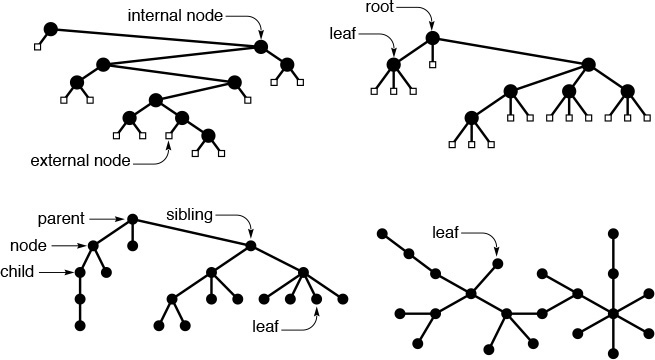 internal node
root
leaf
external node
parent
sibling
node
child
leaf
leaf